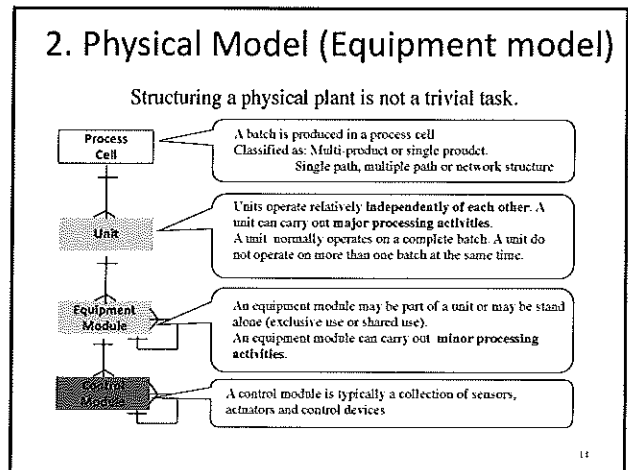 2. Physical Model (Equipment model)
Structuring a physical plant is not a trivial task.
Process
Cell
A batch is produced in a process cell
Classified as: Multi-product or single proudct.
Single path, multiple path or network structure
Unit
Units operate relatively independently of each other. A
unit can carry out major processing activities.
A unit normally operates on a complete batch. A unit do
not operate on more than one batch at the same time.
Equipment
Module
An equipment module may be part of a unit or may be stand
alone (exclusive use or shared use).
An equipment module can carry out minor processing
activities.
Control
Module
A control module is typically a collection of sensors,
actuators and control devices